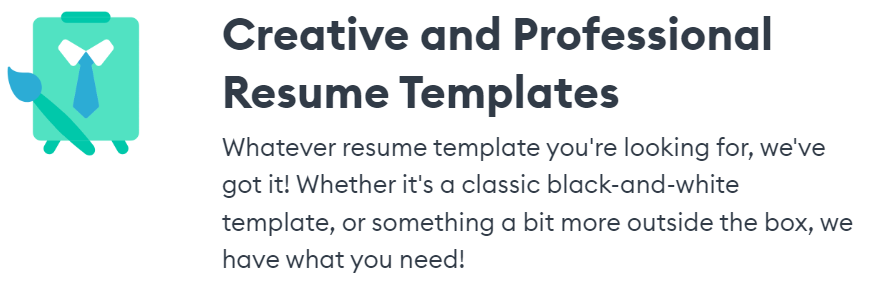 Creative and Professional
Resume Templates
Whatever resume template you're looking for, we've
got it! Whether it's a classic black-and-white
template, or something a bit more outside the box, we
have what you need!